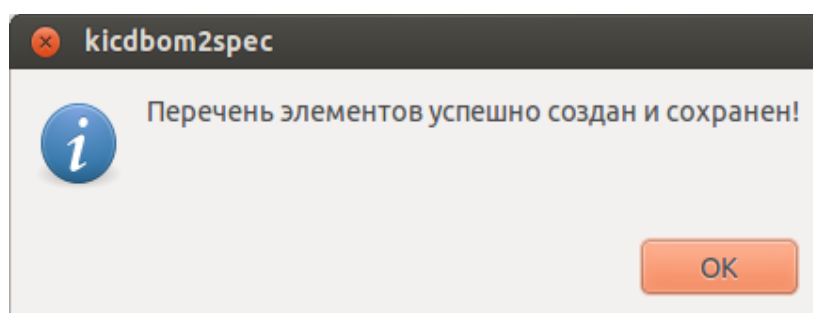 kicdbom2spec
Перечень элементов успешно создан и сохранен!
OK